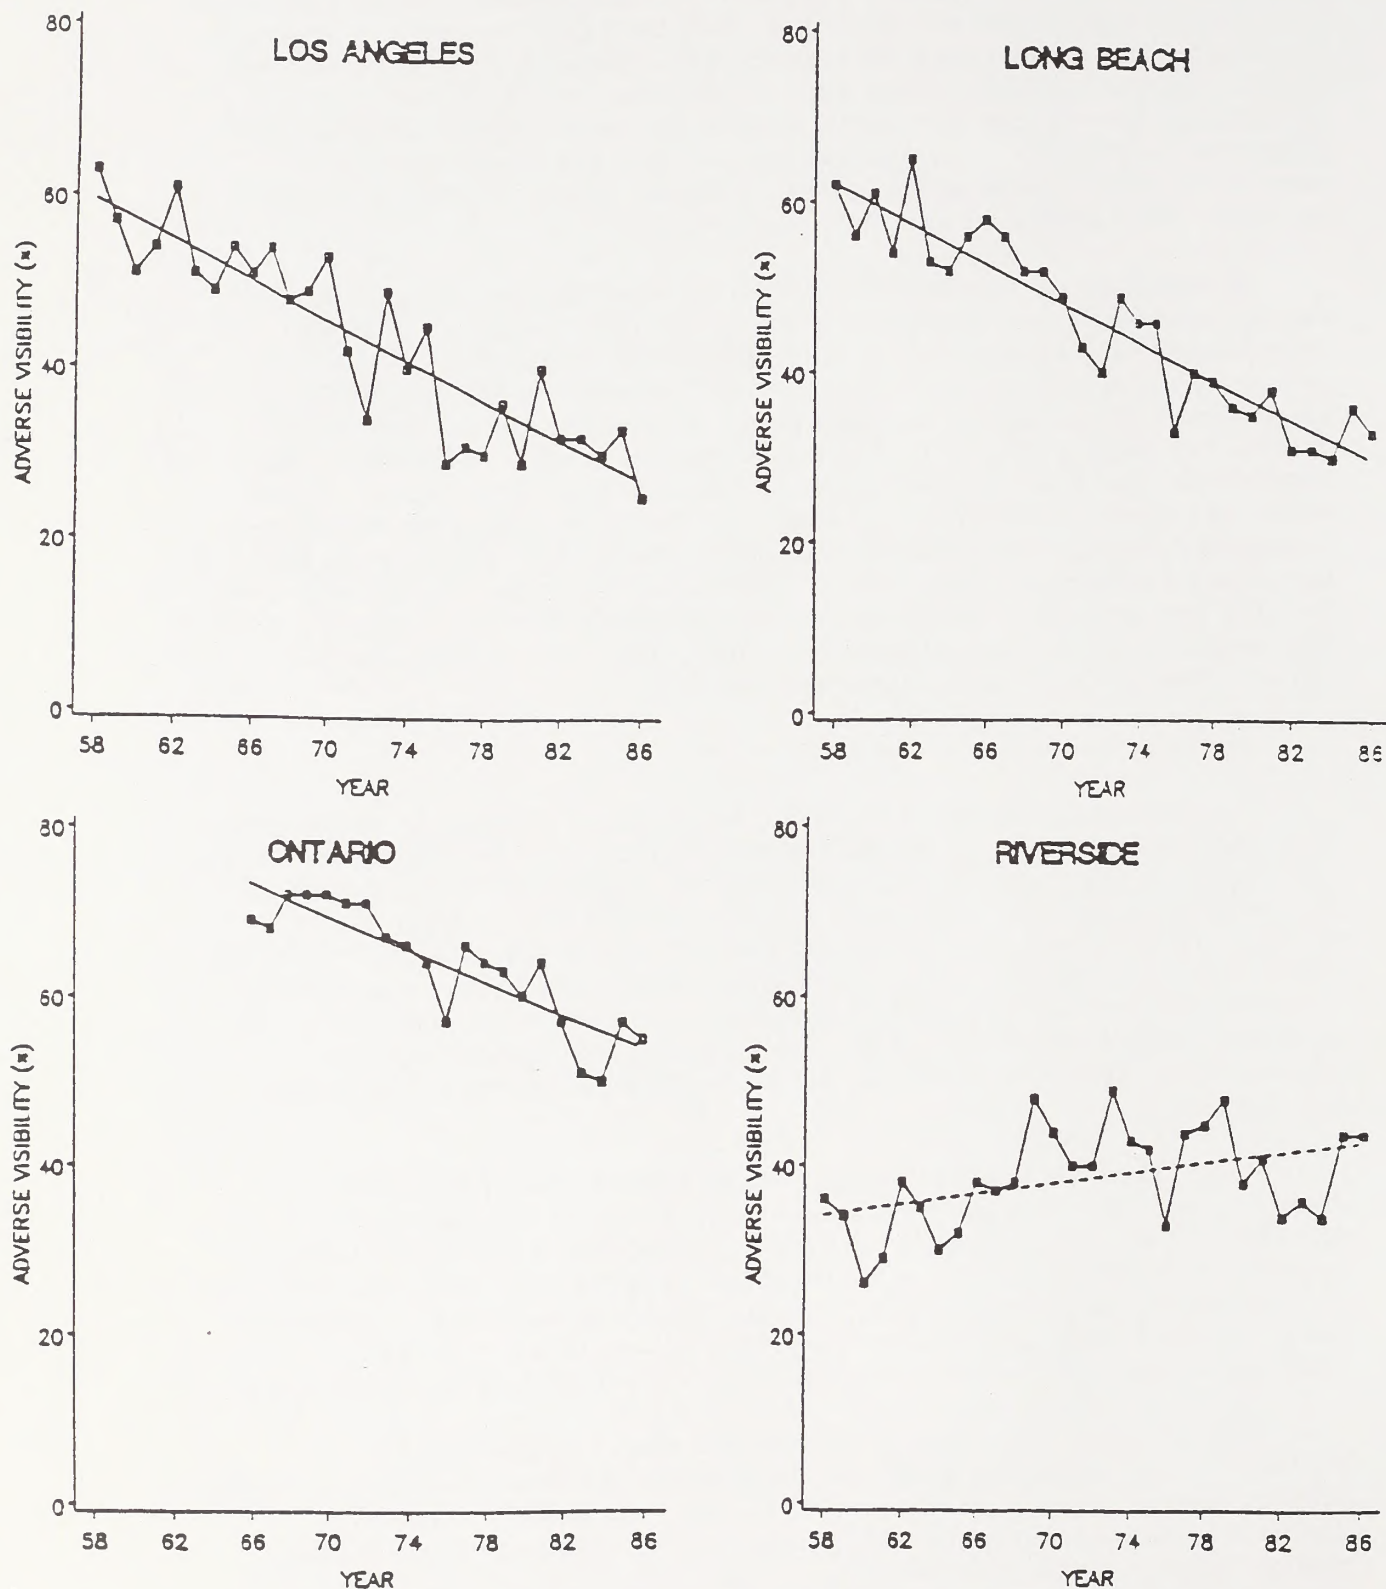 LOS ANGELES
80
60
40
20
0
ADVERSE VISIBILITY (%)
58 62 66 70 74 78 82 86
YEAR
LONG BEACH
80
60
40
20
0
ADVERSE VISIBILITY (%)
58 62 66 70 74 78 82 86
YEAR
ONTARIO
80
60
40
20
0
ADVERSE VISIBILITY (%)
58 62 66 70 74 78 82 86
YEAR
RIVERSIDE
80
60
40
20
0
ADVERSE VISIBILITY (%)
58 62 66 70 74 78 82 86
YEAR